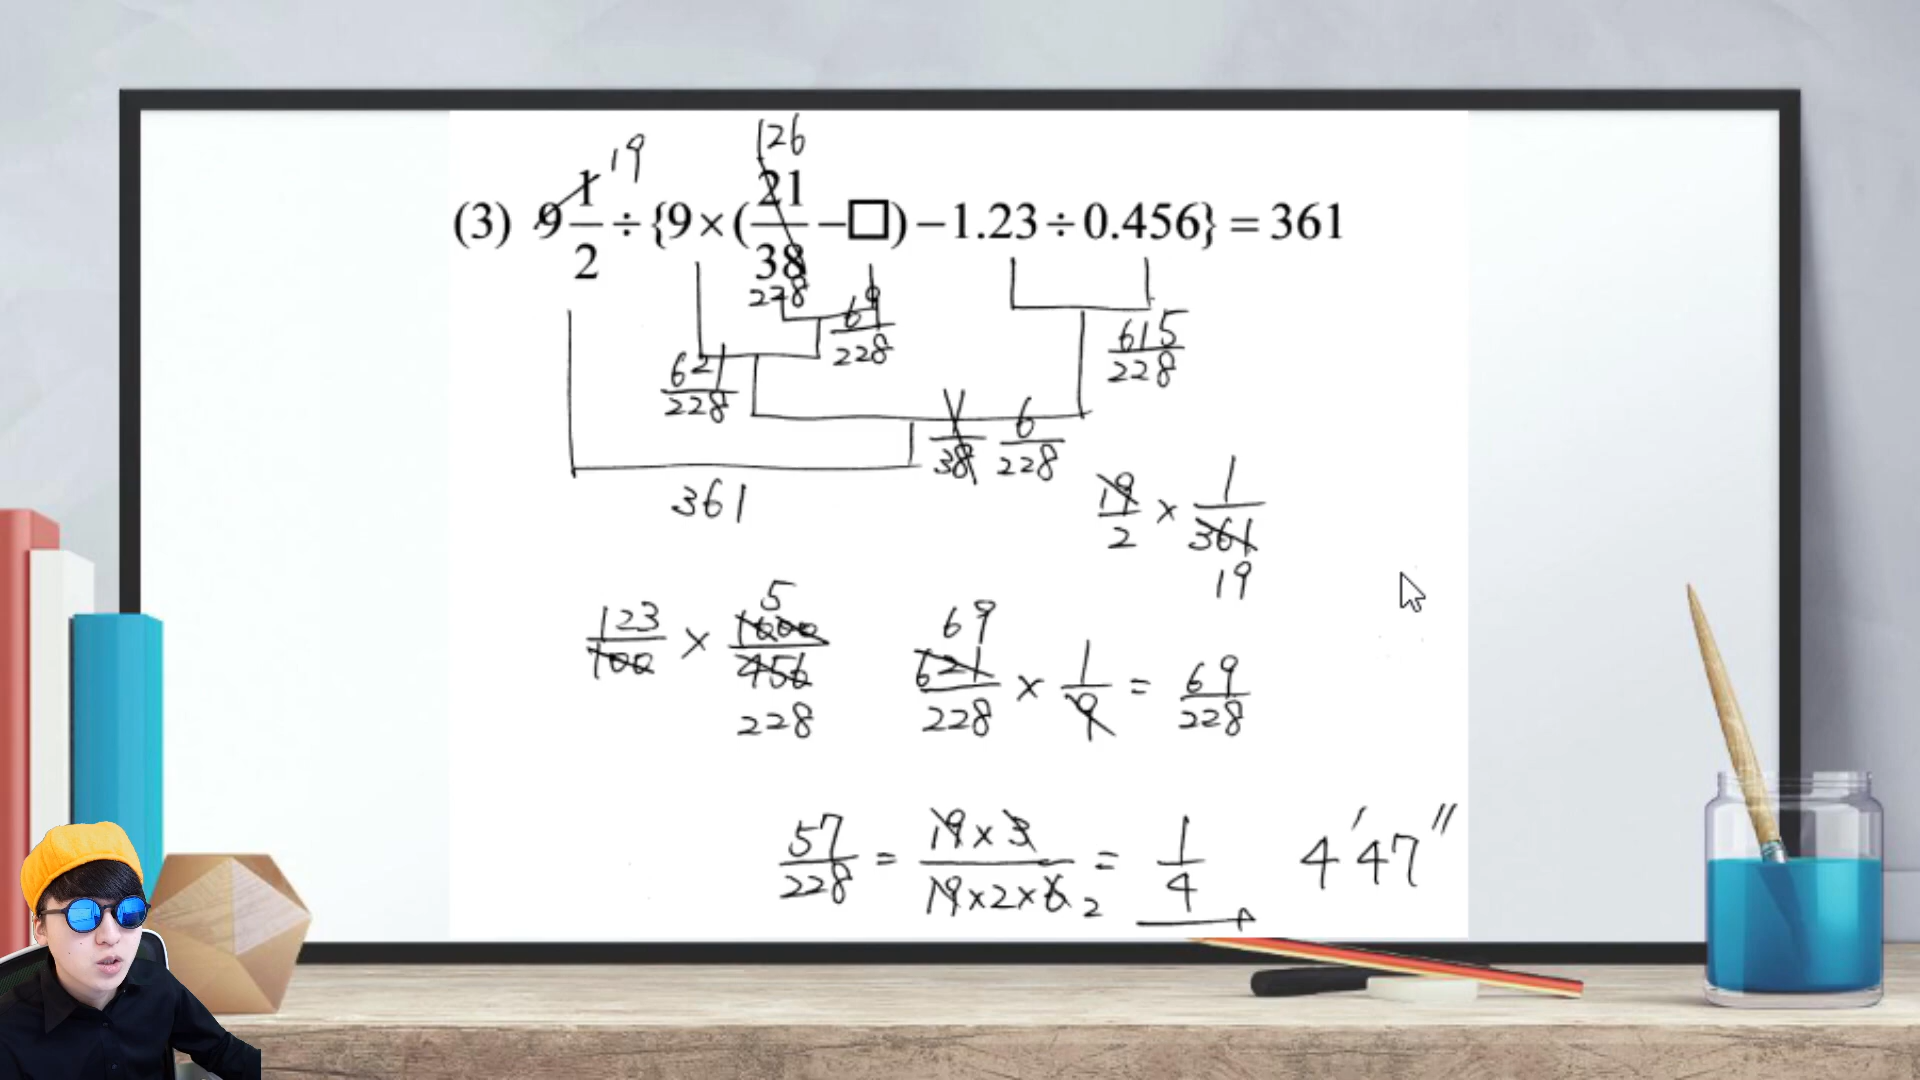 126
19
(3) 9 1/2 ÷ {9 × ( 21/38 − □ ) − 1.23 ÷ 0.456} = 361
228
69/228
615/228
621/228
1/38 6/228
361
19/2 × 1/361
19
5
123/100 × 1000/456
228
69
621/228 × 1/9 = 69/228
57/228 = 19×3/19×2×6 2 = 1/4 4'47"